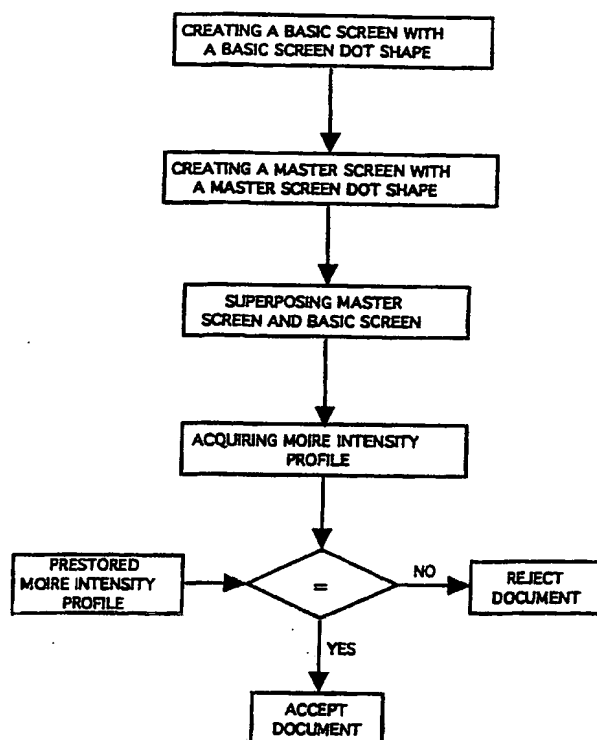 CREATING A BASIC SCREEN WITH
A BASIC SCREEN DOT SHAPE
CREATING A MASTER SCREEN WITH
A MASTER SCREEN DOT SHAPE
SUPERPOSING MASTER
SCREEN AND BASIC SCREEN
ACQUIRING MOIRE INTENSITY
PROFILE
PRESTORED
MOIRE INTENSITY
PROFILE
=
NO
REJECT
DOCUMENT
YES
ACCEPT
DOCUMENT